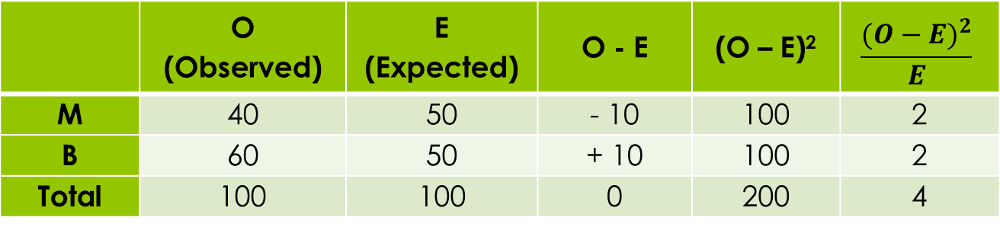 O (Observed) E (Expected) O - E (O – E)² (O − E)² / E
M 40 50 - 10 100 2
B 60 50 + 10 100 2
Total 100 100 0 200 4